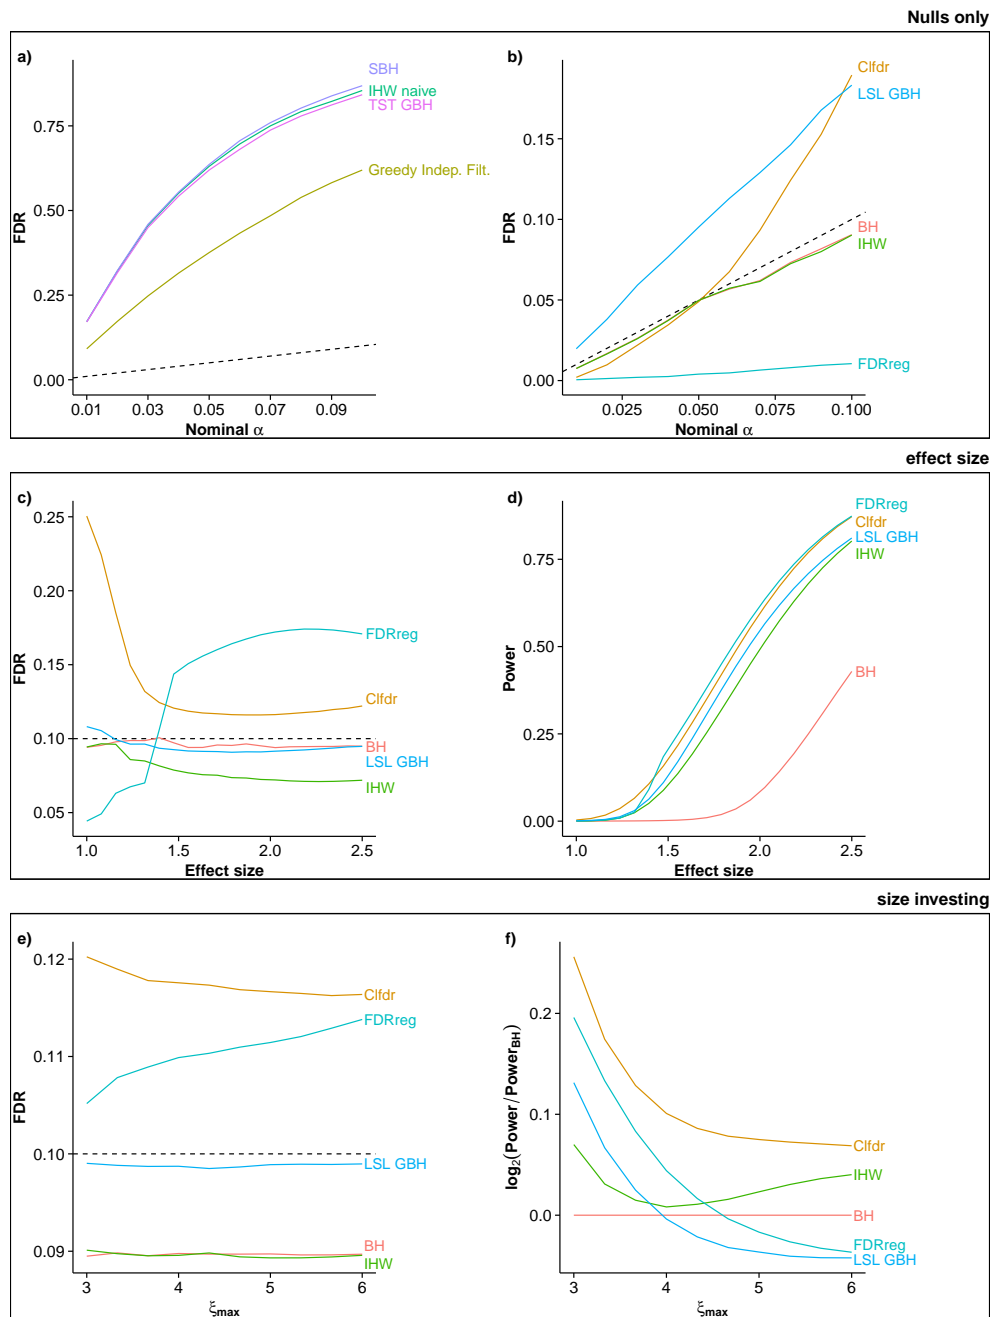 Nulls only
a)
SBH
IHW naive
TST GBH
Greedy Indep. Filt.
FDR
0.75
0.50
0.25
0.00
0.01
0.03
0.05
0.07
0.09
Nominal α
b)
Clfdr
LSL GBH
BH
IHW
FDRreg
FDR
0.15
0.10
0.05
0.00
0.025
0.050
0.075
0.100
Nominal α
effect size
c)
FDRreg
Clfdr
BH
LSL GBH
IHW
FDR
0.25
0.20
0.15
0.10
0.05
1.0
1.5
2.0
2.5
Effect size
d)
FDRreg
Clfdr
LSL GBH
IHW
BH
Power
0.75
0.50
0.25
0.00
1.0
1.5
2.0
2.5
Effect size
size investing
e)
Clfdr
FDRreg
LSL GBH
BH
IHW
FDR
0.12
0.11
0.10
0.09
3
4
5
6
ξmax
f)
Clfdr
IHW
BH
FDRreg
LSL GBH
log2(Power/PowerBH)
0.2
0.1
0.0
3
4
5
6
ξmax